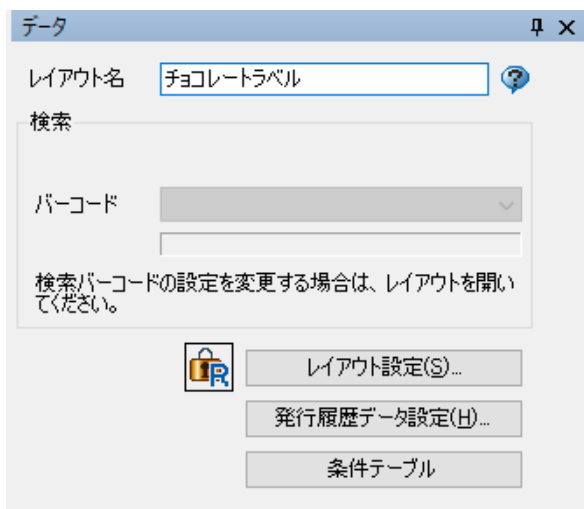 データ
レイアウト名 チョコレートラベル
検索
バーコード
検索バーコードの設定を変更する場合は、レイアウトを開い
てください。
レイアウト設定(S)...
発行履歴データ設定(H)...
条件テーブル